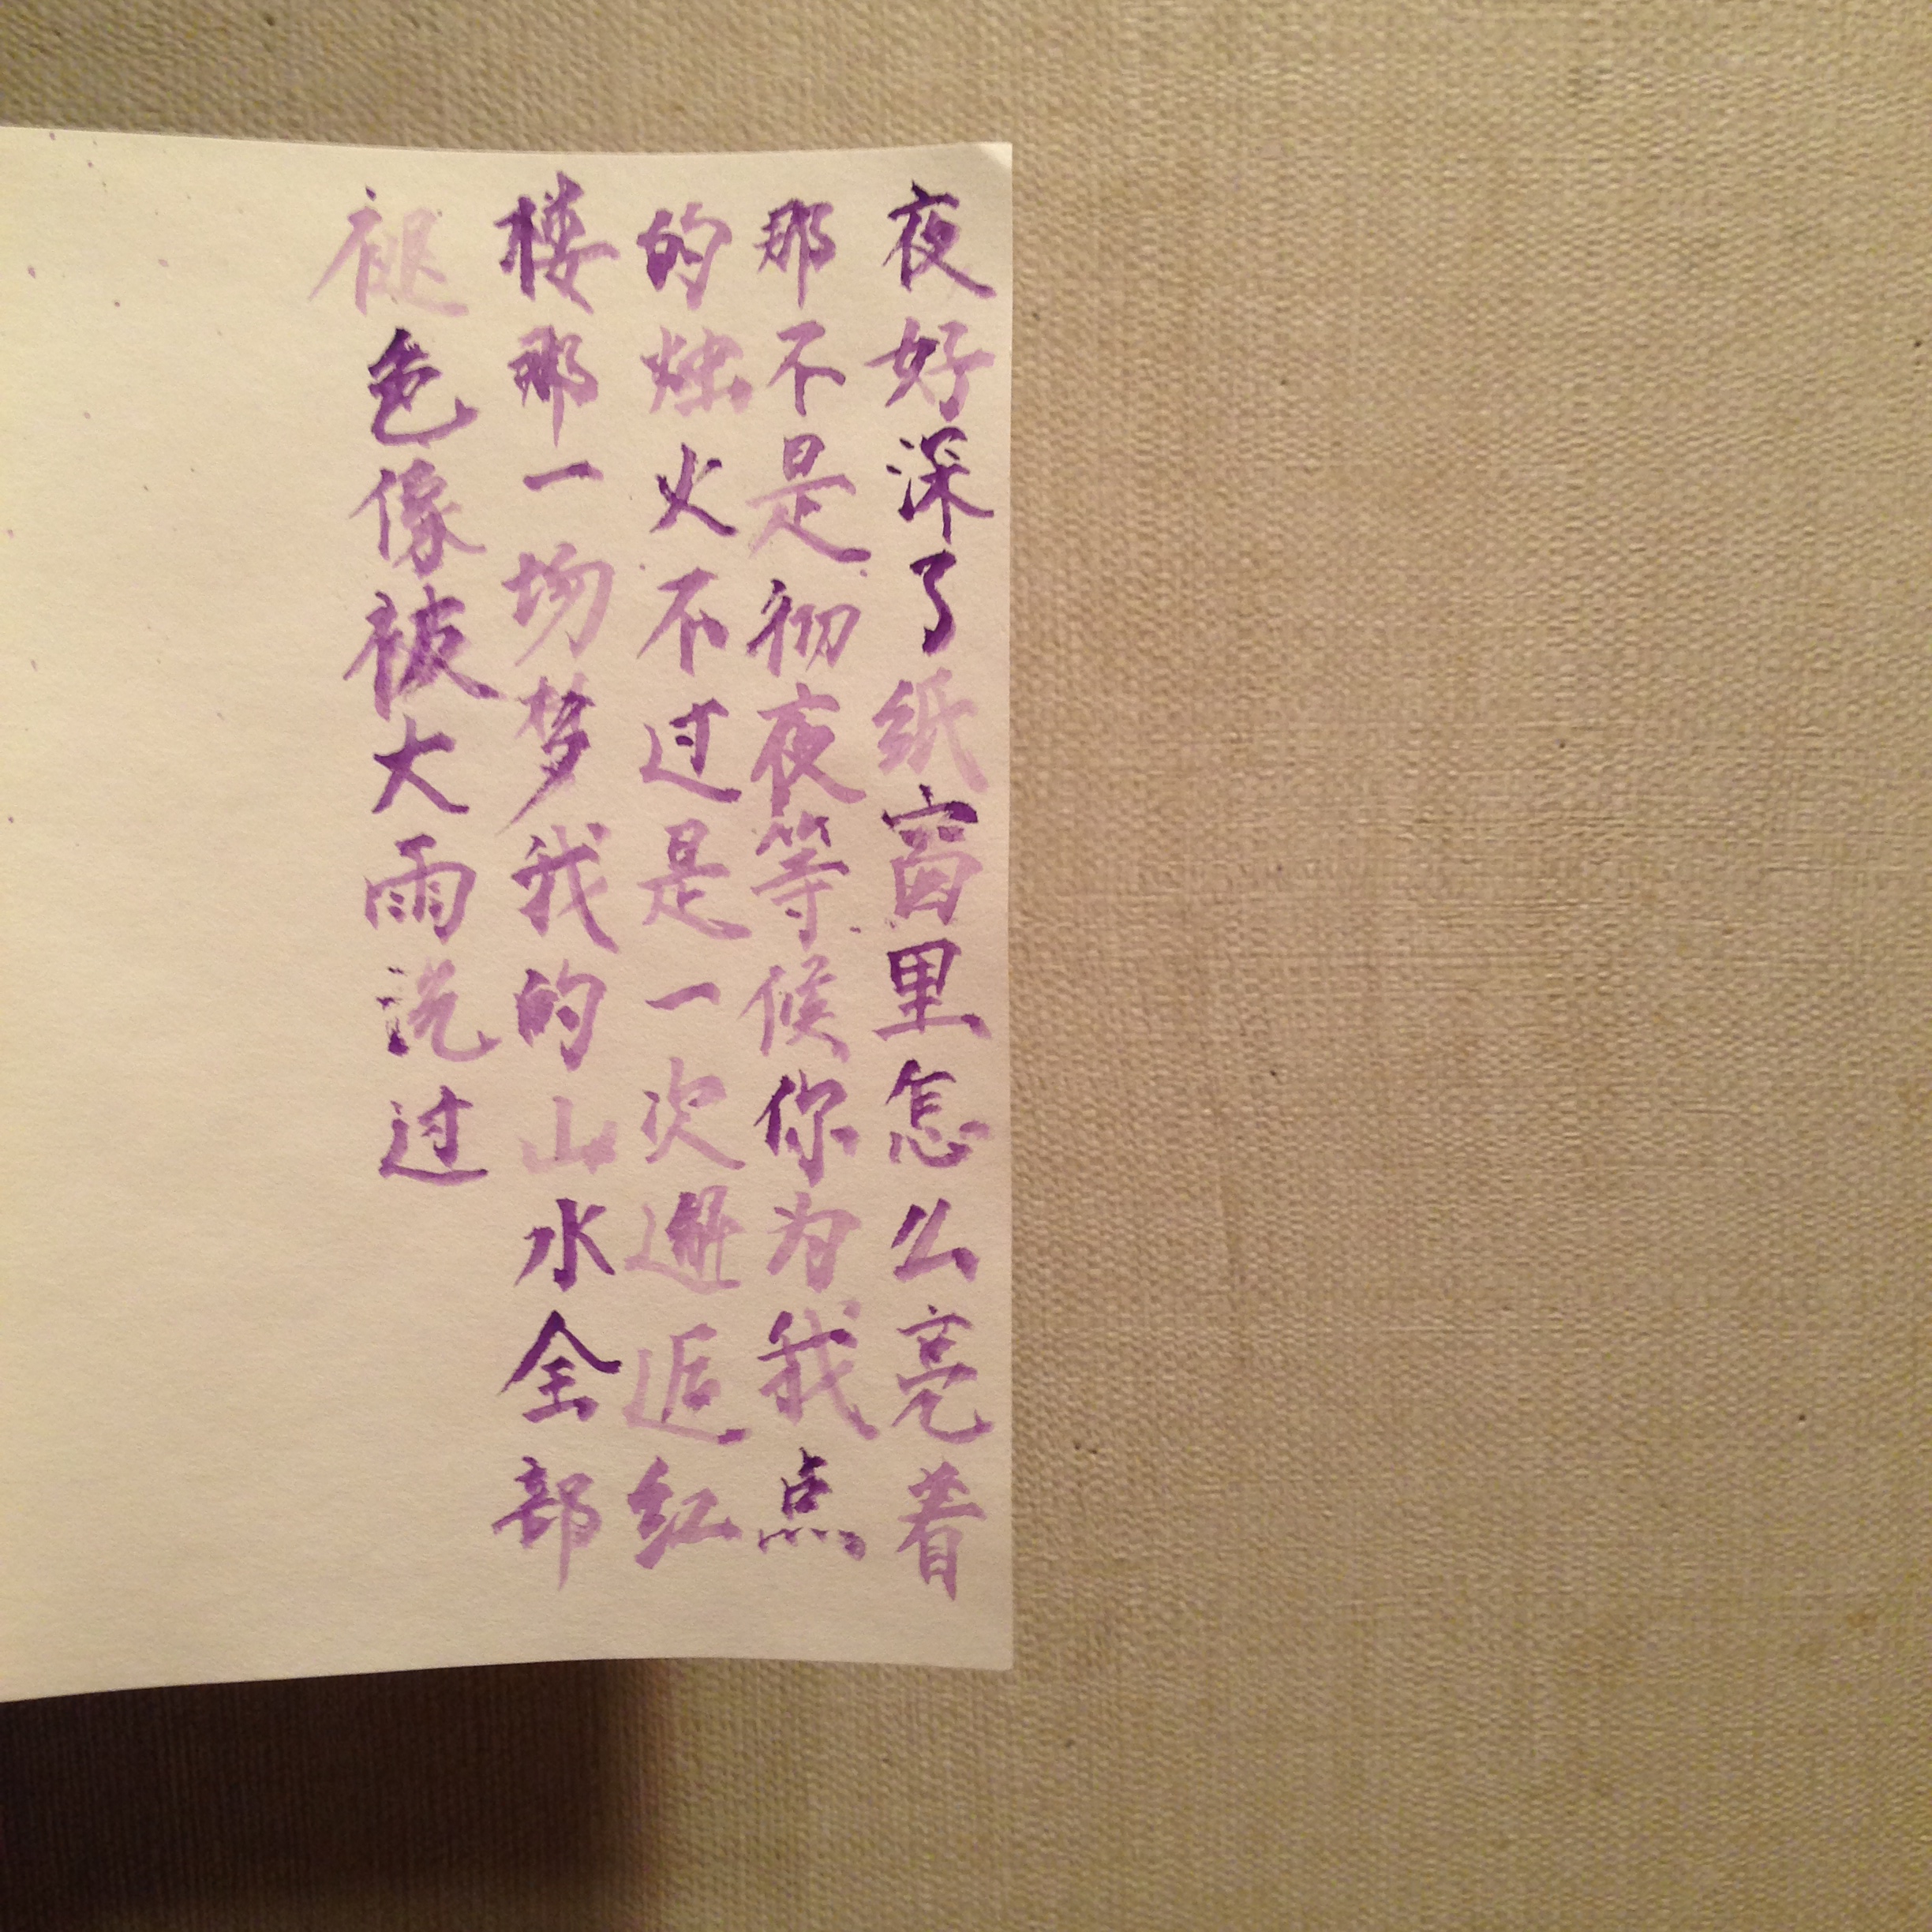 夜好深了纸窗里怎么亮着
那不是彻夜等候你为我点
的烛火不过是一次邂逅红
楼那一场梦我的山水全部
褪色像被大雨洗过